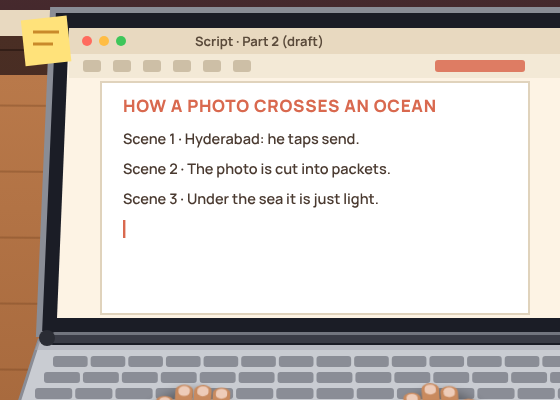 Script · Part 2 (draft)
HOW A PHOTO CROSSES AN OCEAN
Scene 1 · Hyderabad: he taps send.
Scene 2 · The photo is cut into packets.
Scene 3 · Under the sea it is just light.